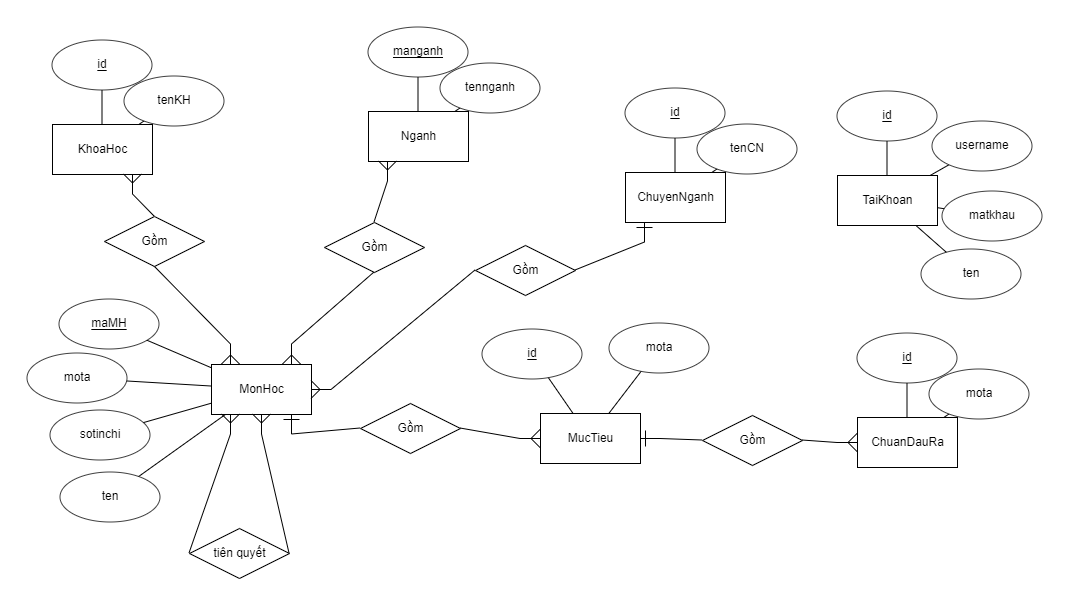 id
tenKH
KhoaHoc
manganh
tennganh
Nganh
id
tenCN
ChuyenNganh
id
username
TaiKhoan
matkhau
ten
Gồm
Gồm
Gồm
maMH
mota
MonHoc
sotinchi
ten
tiên quyết
Gồm
id
mota
MucTieu
Gồm
id
mota
ChuanDauRa